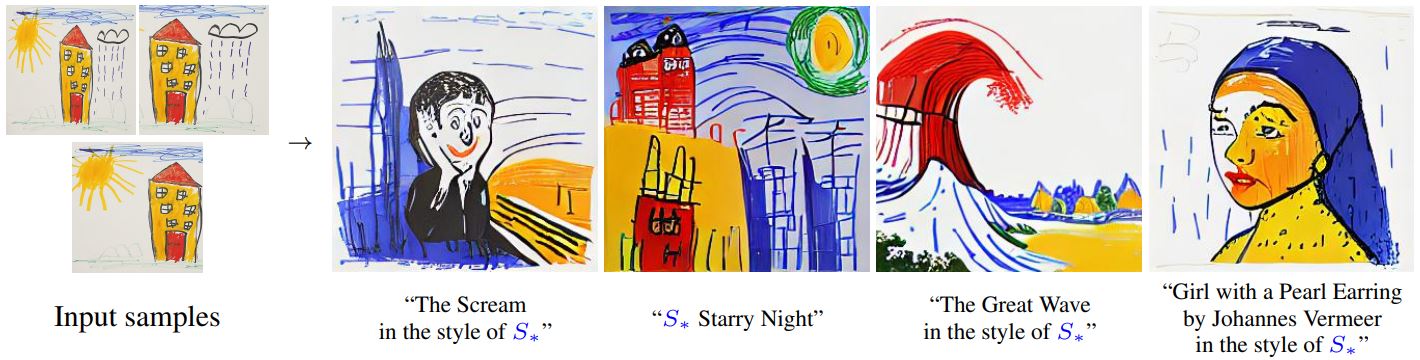 Input samples
→
“The Scream
in the style of S*”
“S* Starry Night”
“The Great Wave
in the style of S*”
“Girl with a Pearl Earring
by Johannes Vermeer
in the style of S*”